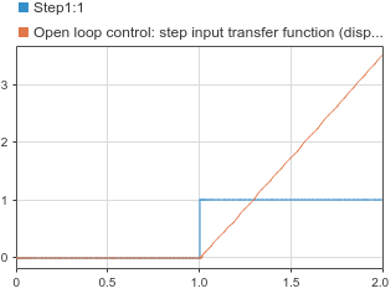 Step1:1
Open loop control: step input transfer function (disp...
3
2
1
0
0 0.5 1.0 1.5 2.0